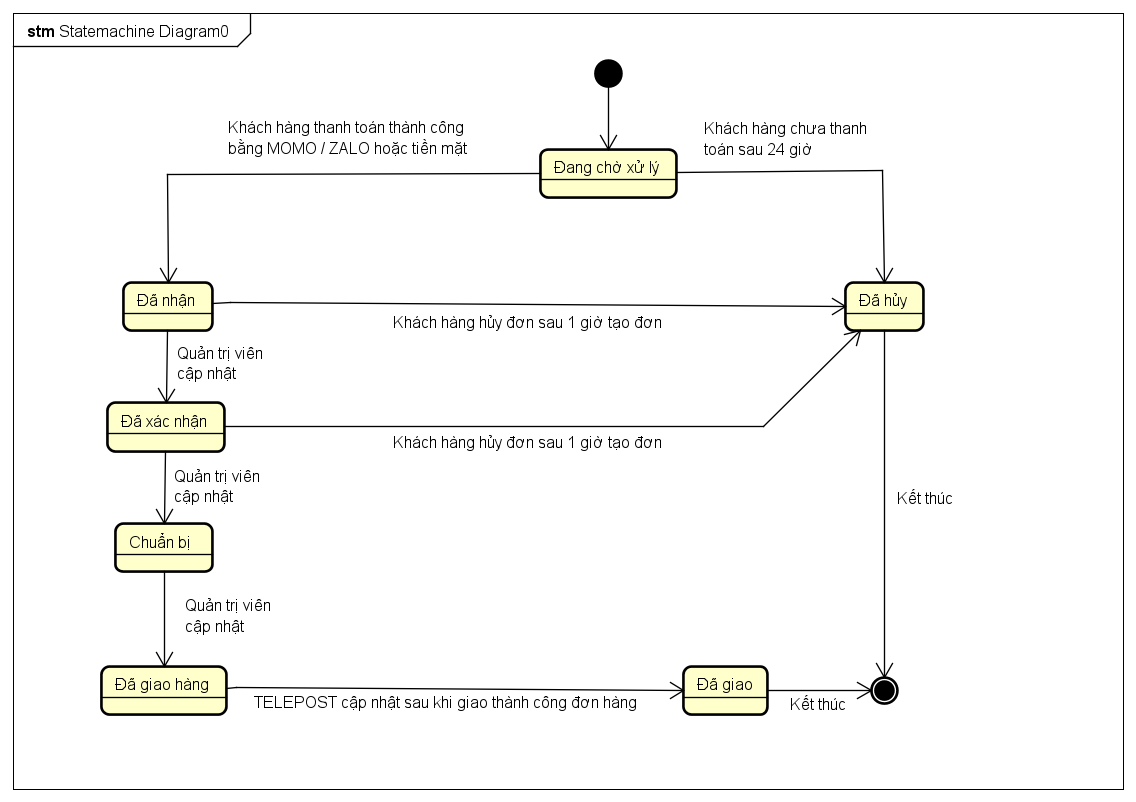 stm Statemachine Diagram0
Khách hàng thanh toán thành công
bằng MOMO / ZALO hoặc tiền mặt
Khách hàng chưa thanh
toán sau 24 giờ
Đang chờ xử lý
Đã nhận
Khách hàng hủy đơn sau 1 giờ tạo đơn
Đã hủy
Quản trị viên
cập nhật
Đã xác nhận
Khách hàng hủy đơn sau 1 giờ tạo đơn
Quản trị viên
cập nhật
Kết thúc
Chuẩn bị
Quản trị viên
cập nhật
Đã giao hàng
TELEPOST cập nhật sau khi giao thành công đơn hàng
Đã giao
Kết thúc